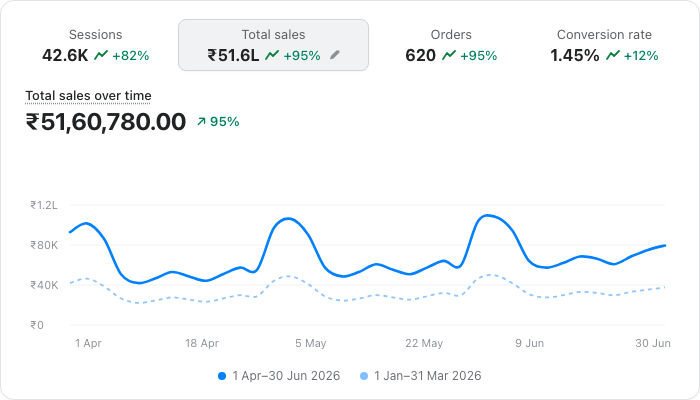 Sessions
42.6K +82%
Total sales
₹51.6L +95%
Orders
620 +95%
Conversion rate
1.45% +12%
Total sales over time
₹51,60,780.00 ↗ 95%
₹1.2L
₹80K
₹40K
₹0
1 Apr 18 Apr 5 May 22 May 9 Jun 30 Jun
1 Apr–30 Jun 2026 1 Jan–31 Mar 2026